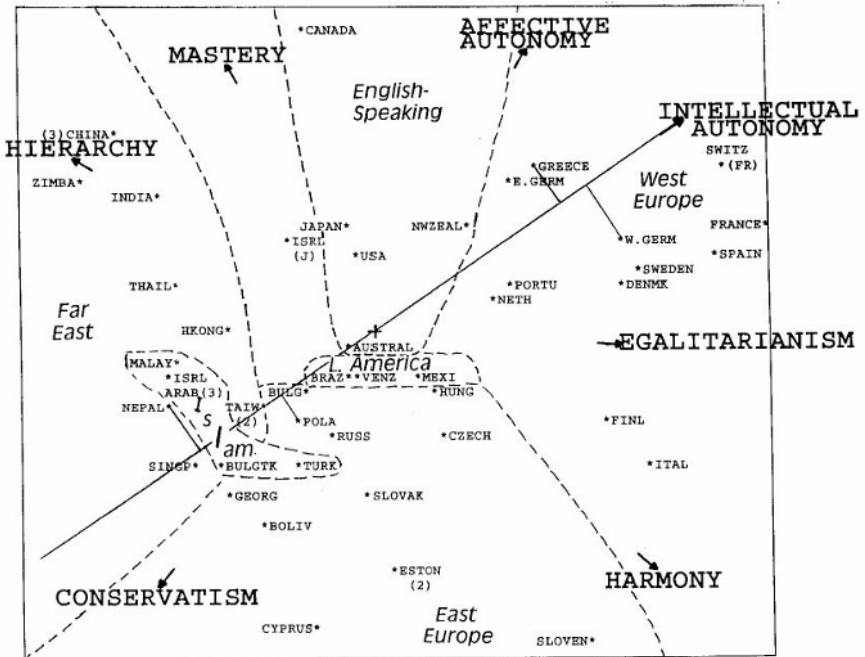 *CANADA
AFFECTIVE
AUTONOMY
MASTERY
English-
Speaking
INTELLECTUAL
AUTONOMY
(3)CHINA*
HIERARCHY
SWITZ
*(FR)
*GREECE
*E.GERM
West
Europe
ZIMBA*
INDIA*
JAPAN*
NWZEAL*
FRANCE*
*ISRL
(J)
*USA
*W.GERM
*SPAIN
*SWEDEN
*DENMK
THAIL*
*PORTU
*NETH
Far
East
HKONG*
+
*AUSTRAL
EGALITARIANISM
L. America
MALAY*
*ISRL
ARAB(3)
BRAZ*
*VENZ
*MEXI
BULG*
*HUNG
NEPAL*
TAIW*
(2)
Islam.
*POLA
*RUSS
*CZECH
*FINL
SINGP*
*BULGTK
*TURK
*ITAL
*GEORG
*SLOVAK
*BOLIV
*ESTON
(2)
HARMONY
CONSERVATISM
CYPRUS*
East
Europe
SLOVEN*